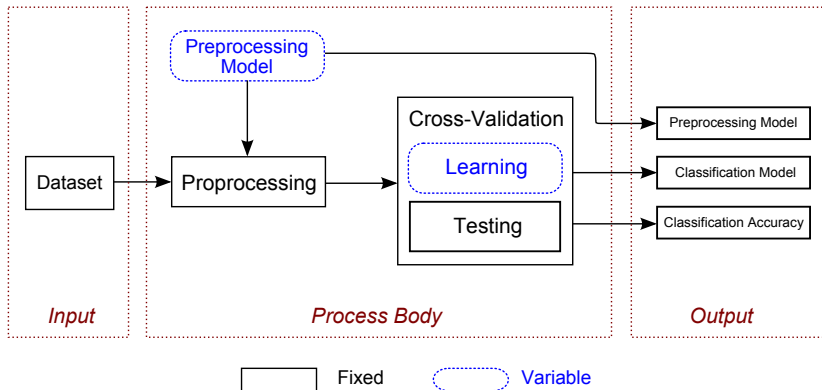 Preprocessing
Model
Cross-Validation
Preprocessing Model
Dataset
Proprocessing
Learning
Classification Model
Testing
Classification Accuracy
Input
Process Body
Output
Fixed
Variable